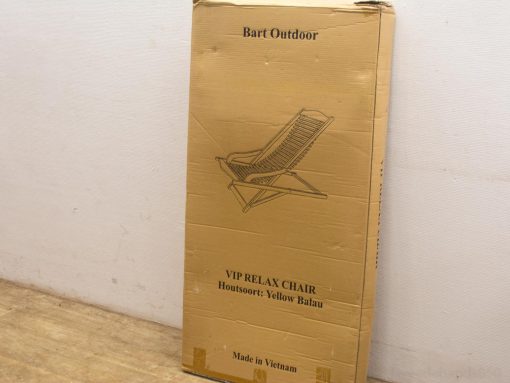 Bart Outdoor
VIP RELAX CHAIR
Houtsoort: Yellow Balau
Made in Vietnam